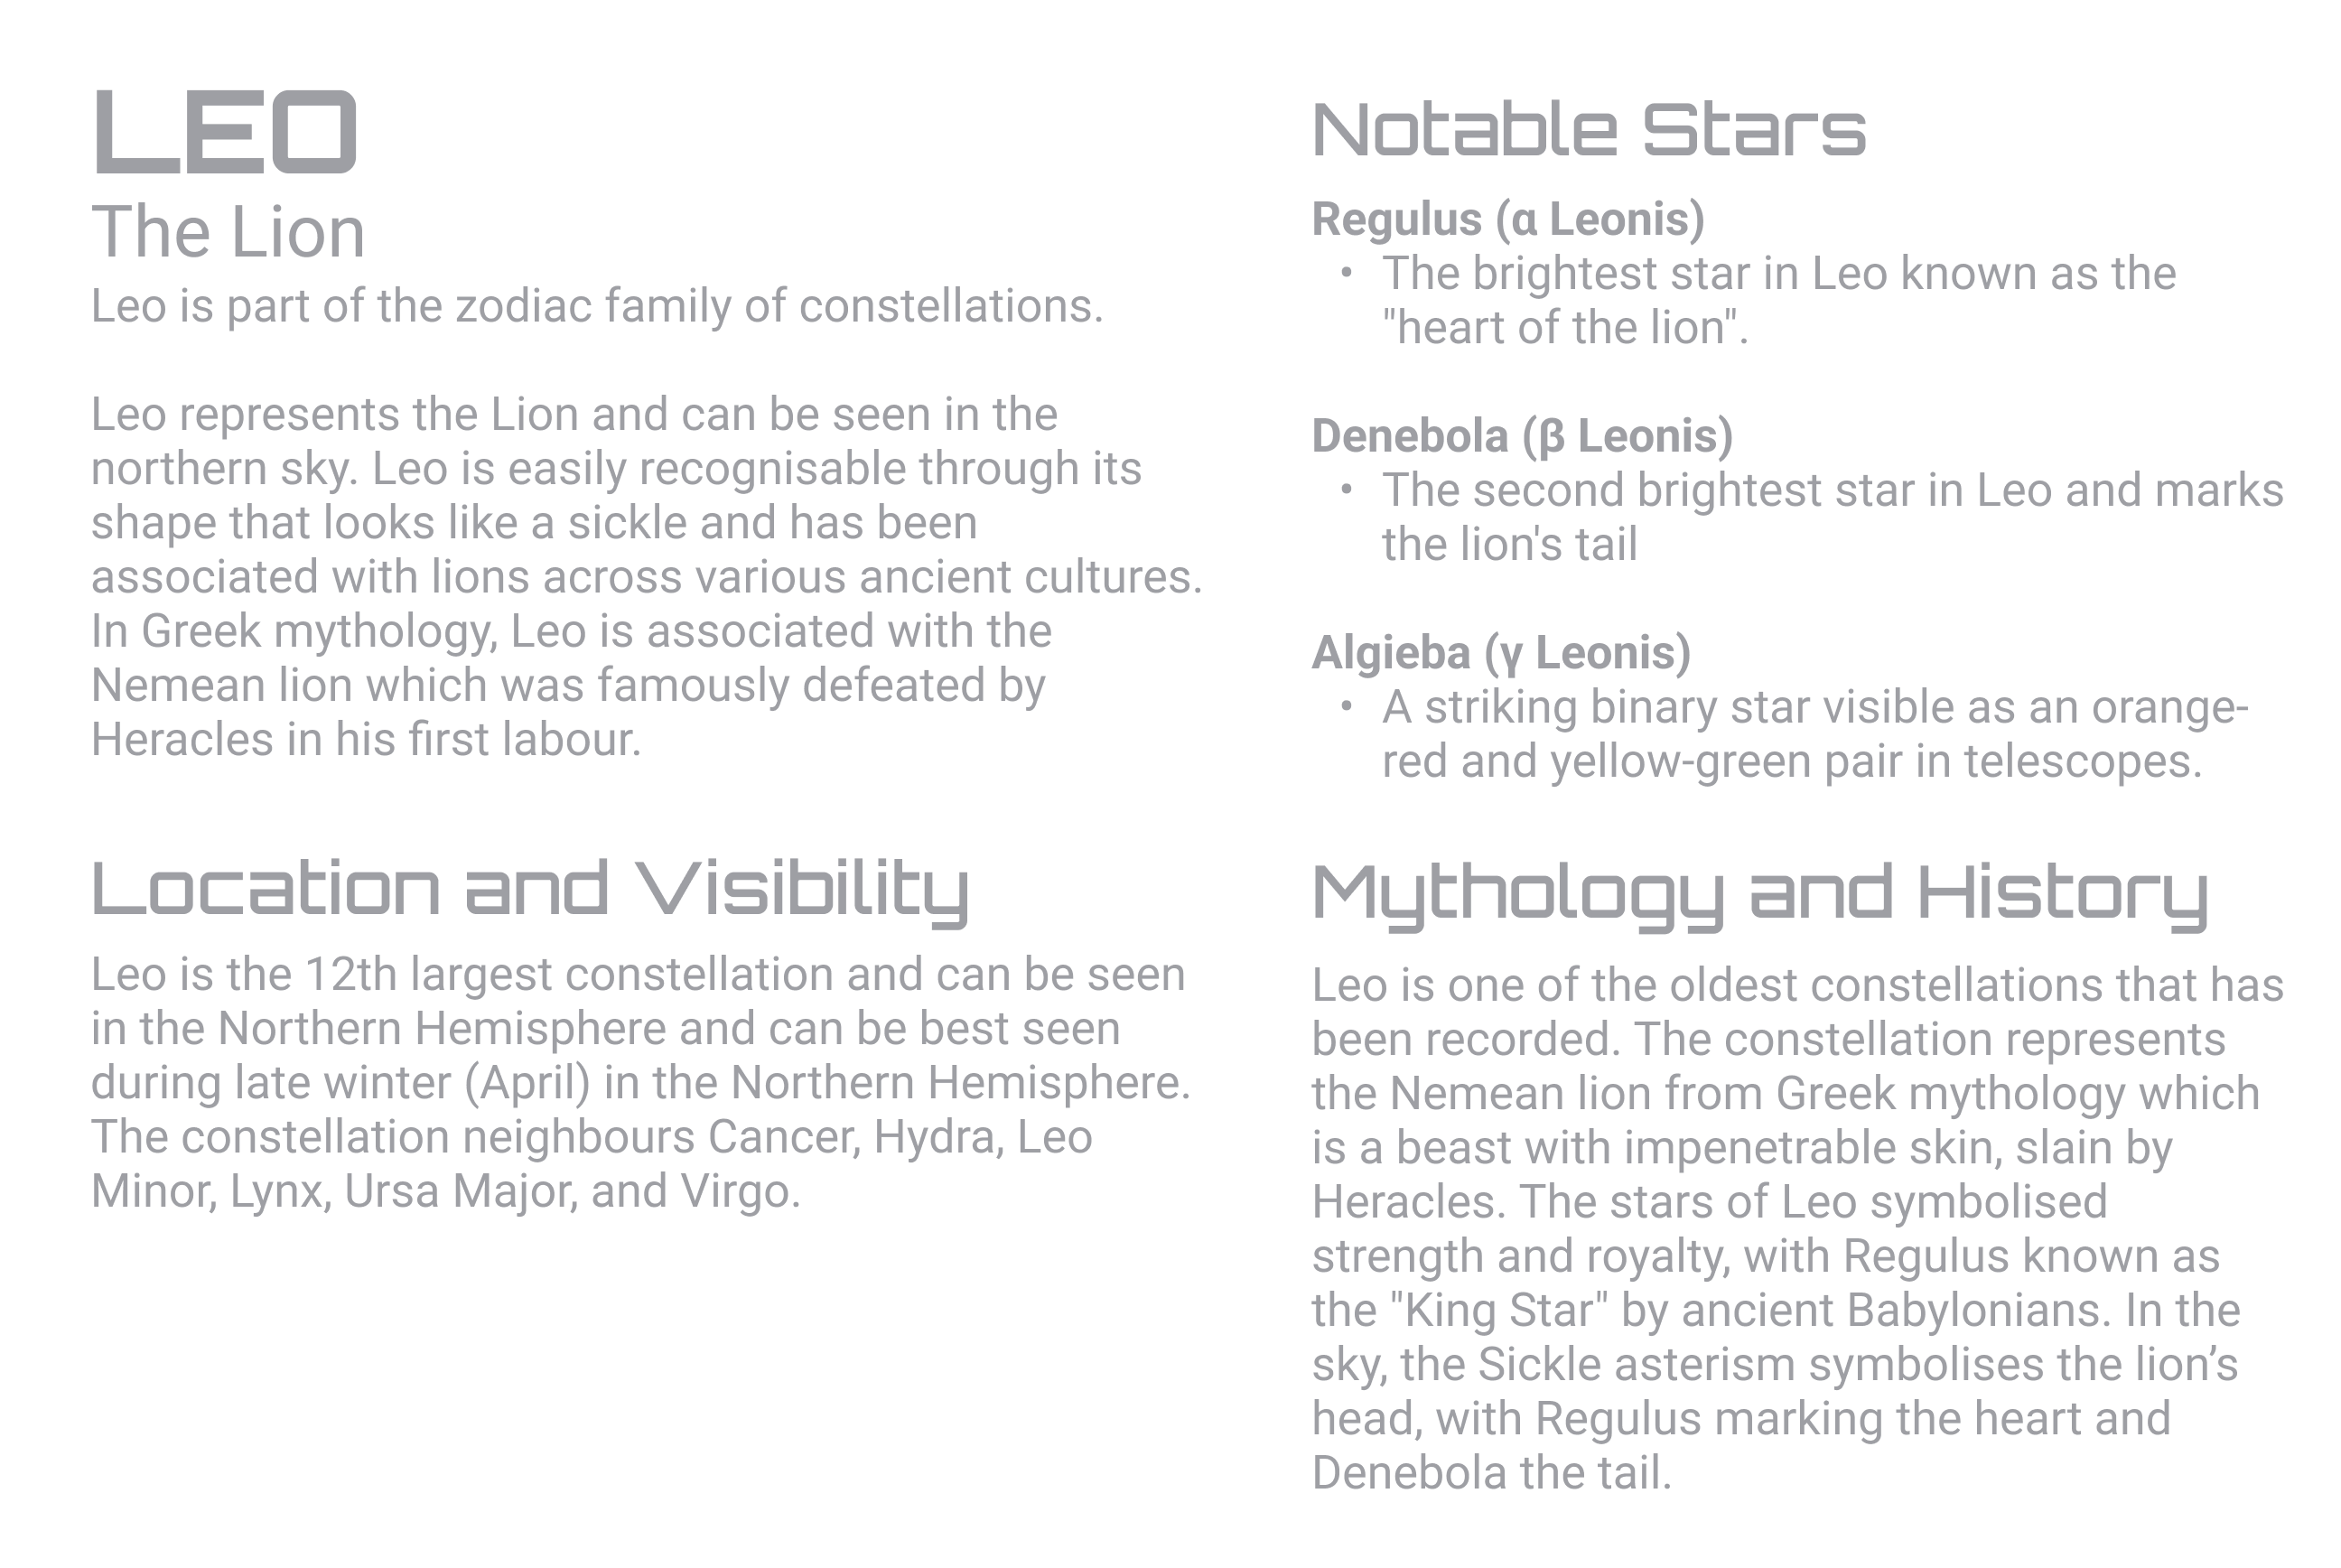 LEO
The Lion
Leo is part of the zodiac family of constellations.
Leo represents the Lion and can be seen in the
northern sky. Leo is easily recognisable through its
shape that looks like a sickle and has been
associated with lions across various ancient cultures.
In Greek mythology, Leo is associated with the
Nemean lion which was famously defeated by
Heracles in his first labour.
Location and Visibility
Leo is the 12th largest constellation and can be seen
in the Northern Hemisphere and can be best seen
during late winter (April) in the Northern Hemisphere.
The constellation neighbours Cancer, Hydra, Leo
Minor, Lynx, Ursa Major, and Virgo.
Notable Stars
Regulus (α Leonis)
• The brightest star in Leo known as the
"heart of the lion".
Denebola (β Leonis)
• The second brightest star in Leo and marks
the lion's tail
Algieba (γ Leonis)
• A striking binary star visible as an orange-
red and yellow-green pair in telescopes.
Mythology and History
Leo is one of the oldest constellations that has
been recorded. The constellation represents
the Nemean lion from Greek mythology which
is a beast with impenetrable skin, slain by
Heracles. The stars of Leo symbolised
strength and royalty, with Regulus known as
the "King Star" by ancient Babylonians. In the
sky, the Sickle asterism symbolises the lion’s
head, with Regulus marking the heart and
Denebola the tail.